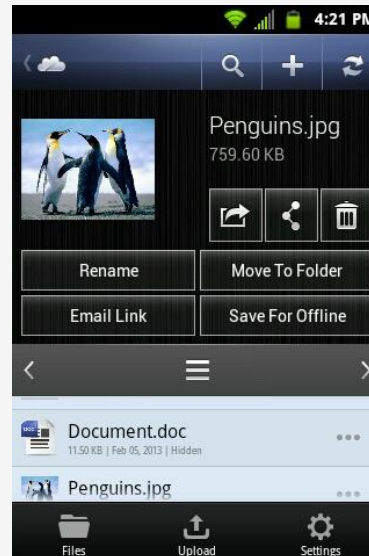 4:21 PM
Penguins.jpg
759.60 KB
Rename
Move To Folder
Email Link
Save For Offline
Document.doc
11.50 KB | Feb 05, 2013 | Hidden
Penguins.jpg
Files
Upload
Settings